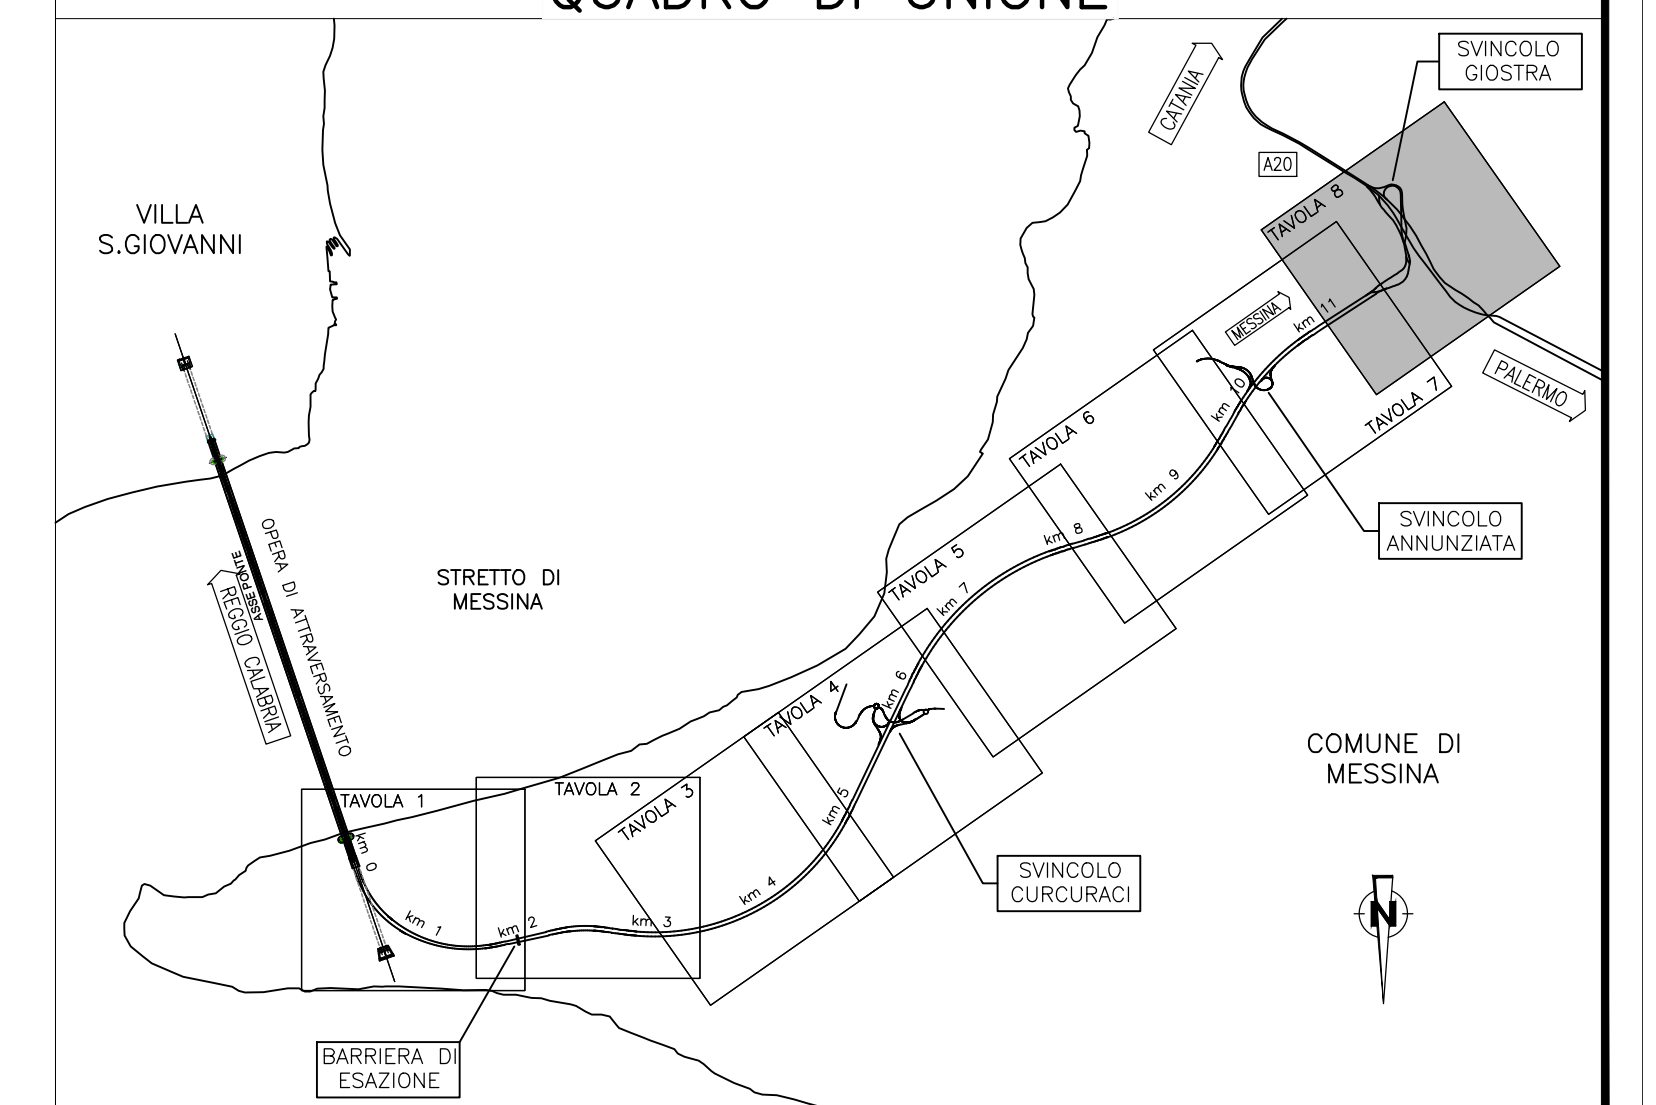 QUADRO DI UNIONE
SVINCOLO
GIOSTRA
CATANIA
A20
VILLA
S.GIOVANNI
TAVOLA 8
MESSINA
km 11
PALERMO
km 10
TAVOLA 7
TAVOLA 6
km 9
SVINCOLO
ANNUNZIATA
km 8
TAVOLA 5
km 7
OPERA DI ATTRAVERSAMENTO
ASSE PONTE
REGGIO CALABRIA
STRETTO DI
MESSINA
km 6
TAVOLA 4
COMUNE DI
MESSINA
TAVOLA 3
TAVOLA 2
TAVOLA 1
km 5
km 0
SVINCOLO
CURCURACI
km 4
km 3
km 2
km 1
N
BARRIERA DI
ESAZIONE